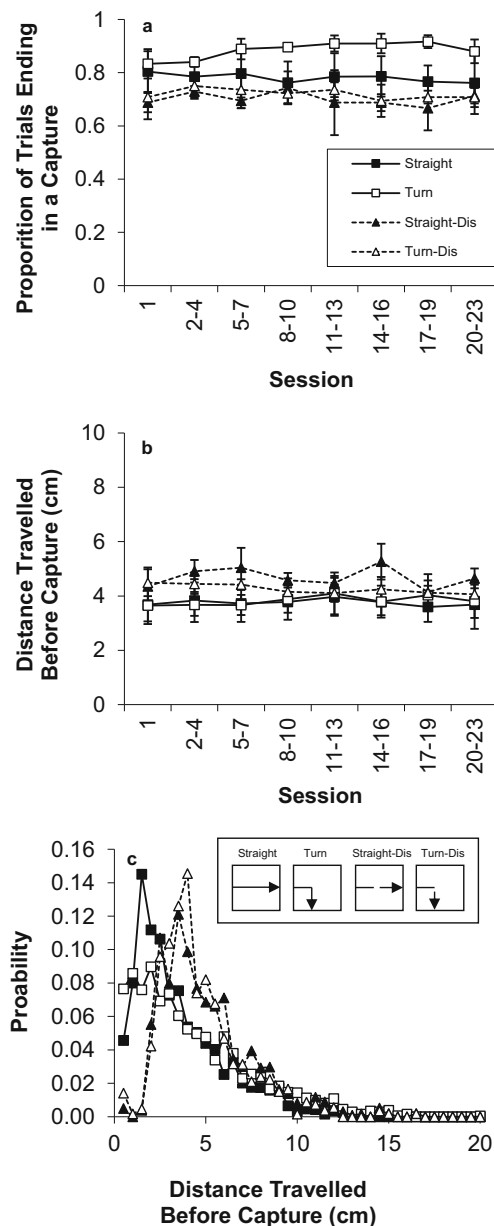 a
Proporition of Trials Ending
in a Capture
1
0.8
0.6
0.4
0.2
0
Straight
Turn
Straight-Dis
Turn-Dis
1
2-4
5-7
8-10
11-13
14-16
17-19
20-23
Session
b
Distance Travelled
Before Capture (cm)
10
8
6
4
2
0
1
2-4
5-7
8-10
11-13
14-16
17-19
20-23
Session
c
Proability
0.16
0.14
0.12
0.10
0.08
0.06
0.04
0.02
0.00
Straight Turn Straight-Dis Turn-Dis
0 5 10 15 20
Distance Travelled
Before Capture (cm)